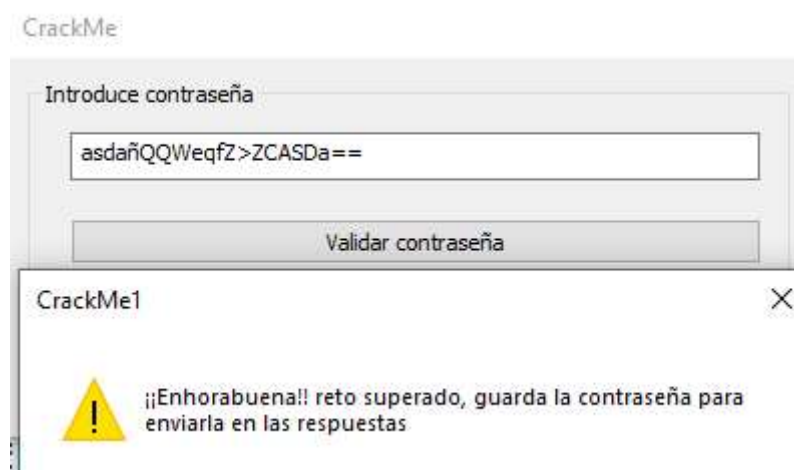 CrackMe
Introduce contraseña
asdañQQWeqfZ>ZCASDa==
Validar contraseña
CrackMe1
¡¡Enhorabuena!! reto superado, guarda la contraseña para
enviarla en las respuestas